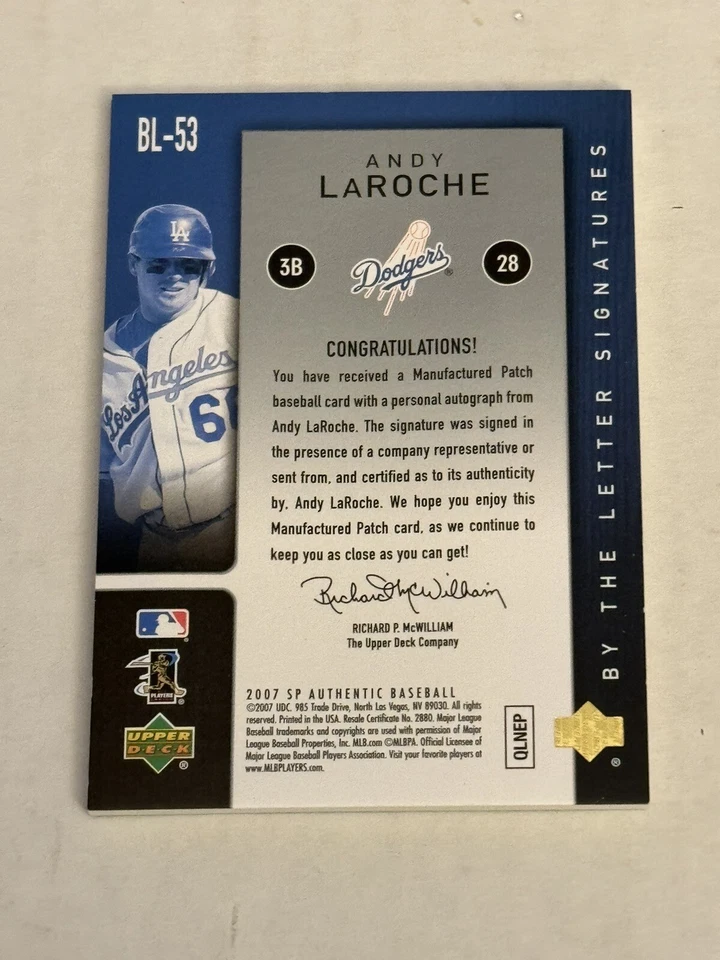 BL-53
ANDY
LAROCHE
LA
3B
Dodgers
®
28
Los Angeles
CONGRATULATIONS!
You have received a Manufactured Patch
baseball card with a personal autograph from
Andy LaRoche. The signature was signed in
the presence of a company representative or
sent from, and certified as to its authenticity
by, Andy LaRoche. We hope you enjoy this
Manufactured Patch card, as we continue to
keep you as close as you can get!
Richard McWilliam
RICHARD P. McWILLIAM
The Upper Deck Company
2007 SP AUTHENTIC BASEBALL
©2007 UDC. 985 Trade Drive, North Las Vegas, NV 89030. All rights
reserved. Printed in the USA. Resale Certificate No. 2880. Major League
Baseball trademarks and copyrights are used with permission of Major
League Baseball Properties, Inc. MLB.com ©MLBPA. Official Licensee of
Major League Baseball Players Association. Visit your favorite players at
www.MLBPLAYERS.com.
QLNEP
PLAYERS
UPPER
DECK
®
BY THE LETTER SIGNATURES
®